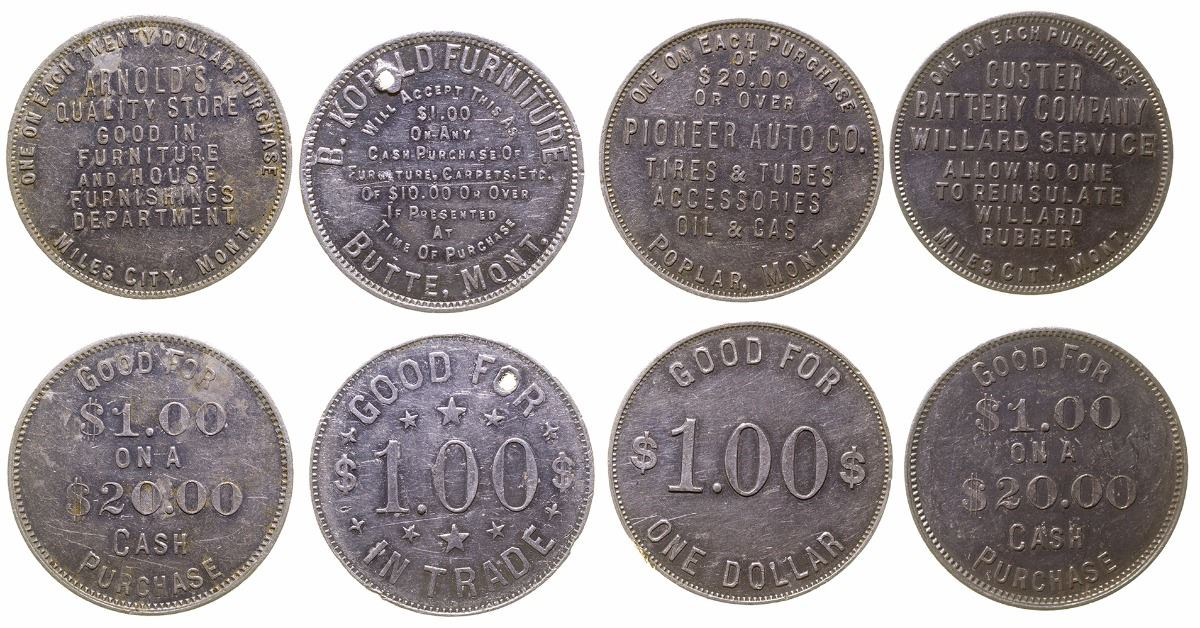 ONE ON EACH TWENTY DOLLAR PURCHASE
ARNOLD'S
QUALITY STORE
GOOD IN
FURNITURE
AND HOUSE
FURNISHINGS
DEPARTMENT
MILES CITY, MONT.
B. KOPALD FURNITURE
WILL ACCEPT THIS AS
$1.00
ON ANY
CASH PURCHASE OF
FURNITURE, CARPETS, ETC.
OF $10.00 OR OVER
IF PRESENTED
AT
TIME OF PURCHASE
BUTTE, MONT.
ONE ON EACH PURCHASE
OF
$20.00
OR OVER
PIONEER AUTO CO.
TIRES & TUBES
ACCESSORIES
OIL & GAS
POPLAR, MONT.
ONE ON EACH PURCHASE
CUSTER
BATTERY COMPANY
WILLARD SERVICE
ALLOW NO ONE
TO REINSULATE
WILLARD
RUBBER
MILES CITY, MONT.
GOOD FOR
$1.00
ON A
$20.00
CASH
PURCHASE
GOOD FOR
$ 1.00 $
IN TRADE
GOOD FOR
$ 1.00 $
ONE DOLLAR
GOOD FOR
$1.00
ON A
$20.00
CASH
PURCHASE